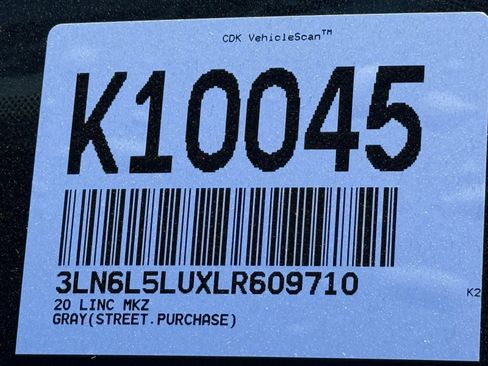 CDK VehicleScan™
K10045
3LN6L5LUXLR609710
20 LINC MKZ
GRAY(STREET.PURCHASE)
K2